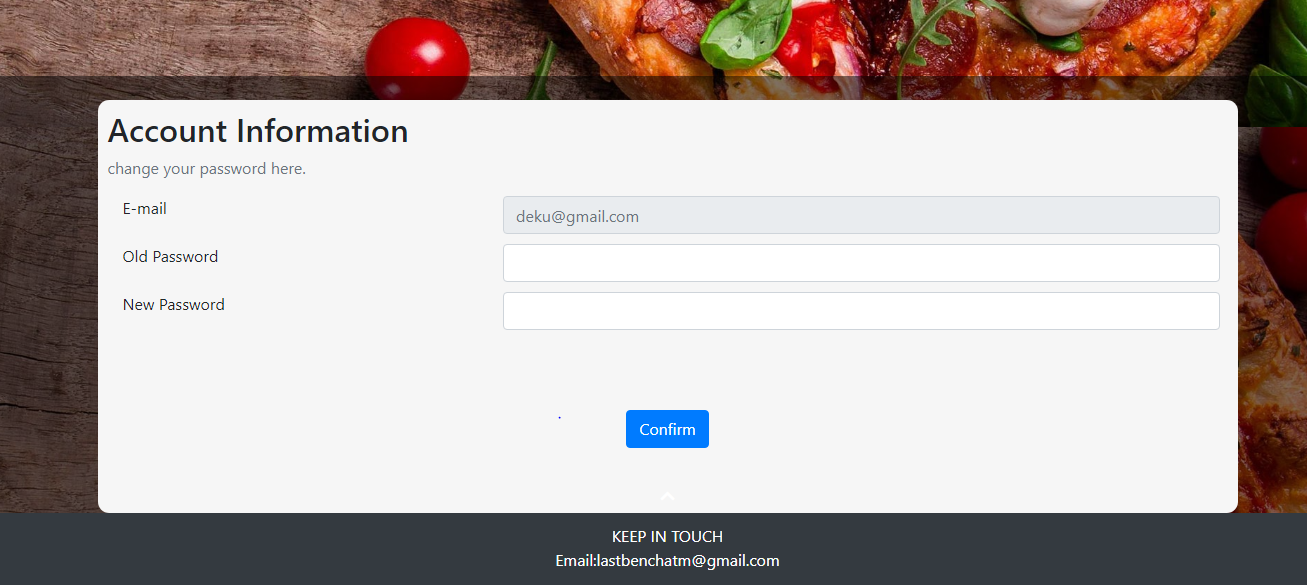 Account Information
change your password here.
E-mail
deku@gmail.com
Old Password
New Password
.
Confirm
KEEP IN TOUCH
Email:lastbenchatm@gmail.com